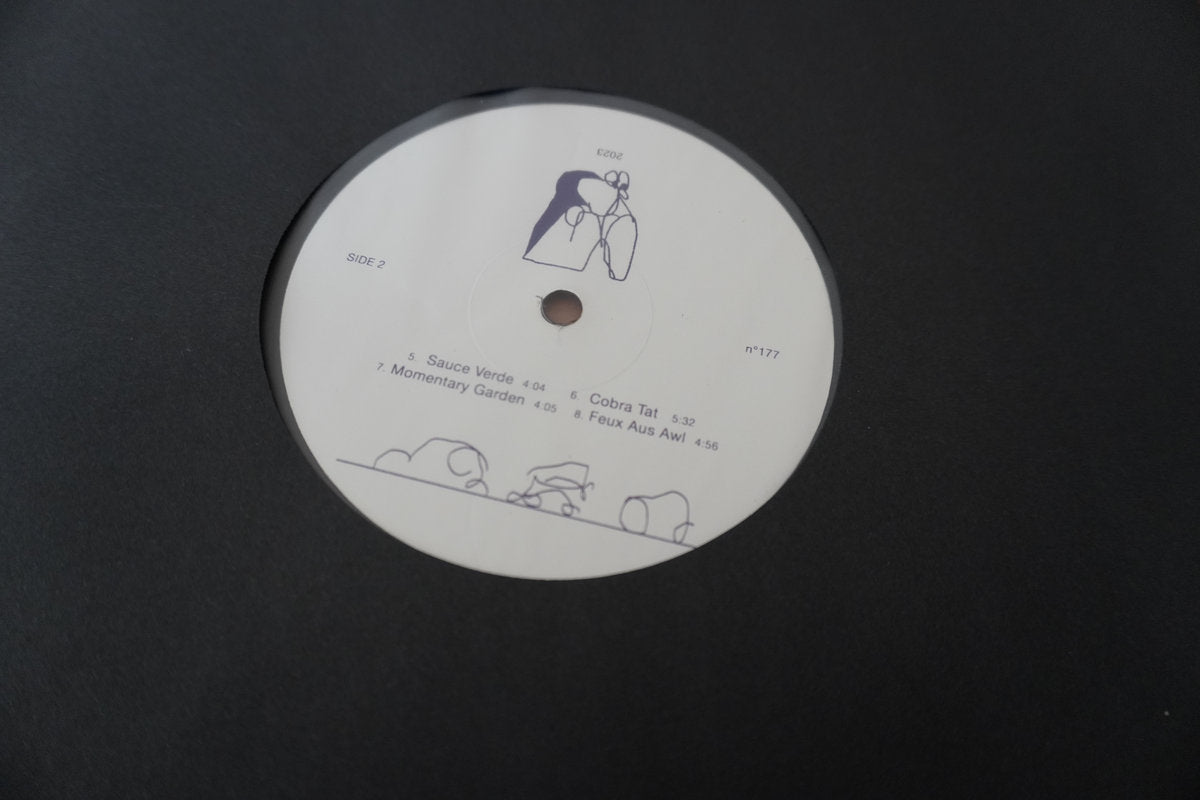 2023
SIDE 2
nº177
5. Sauce Verde 4:04 6. Cobra Tat 5:32
7. Momentary Garden 4:05 8. Feux Aus Awl 4:56